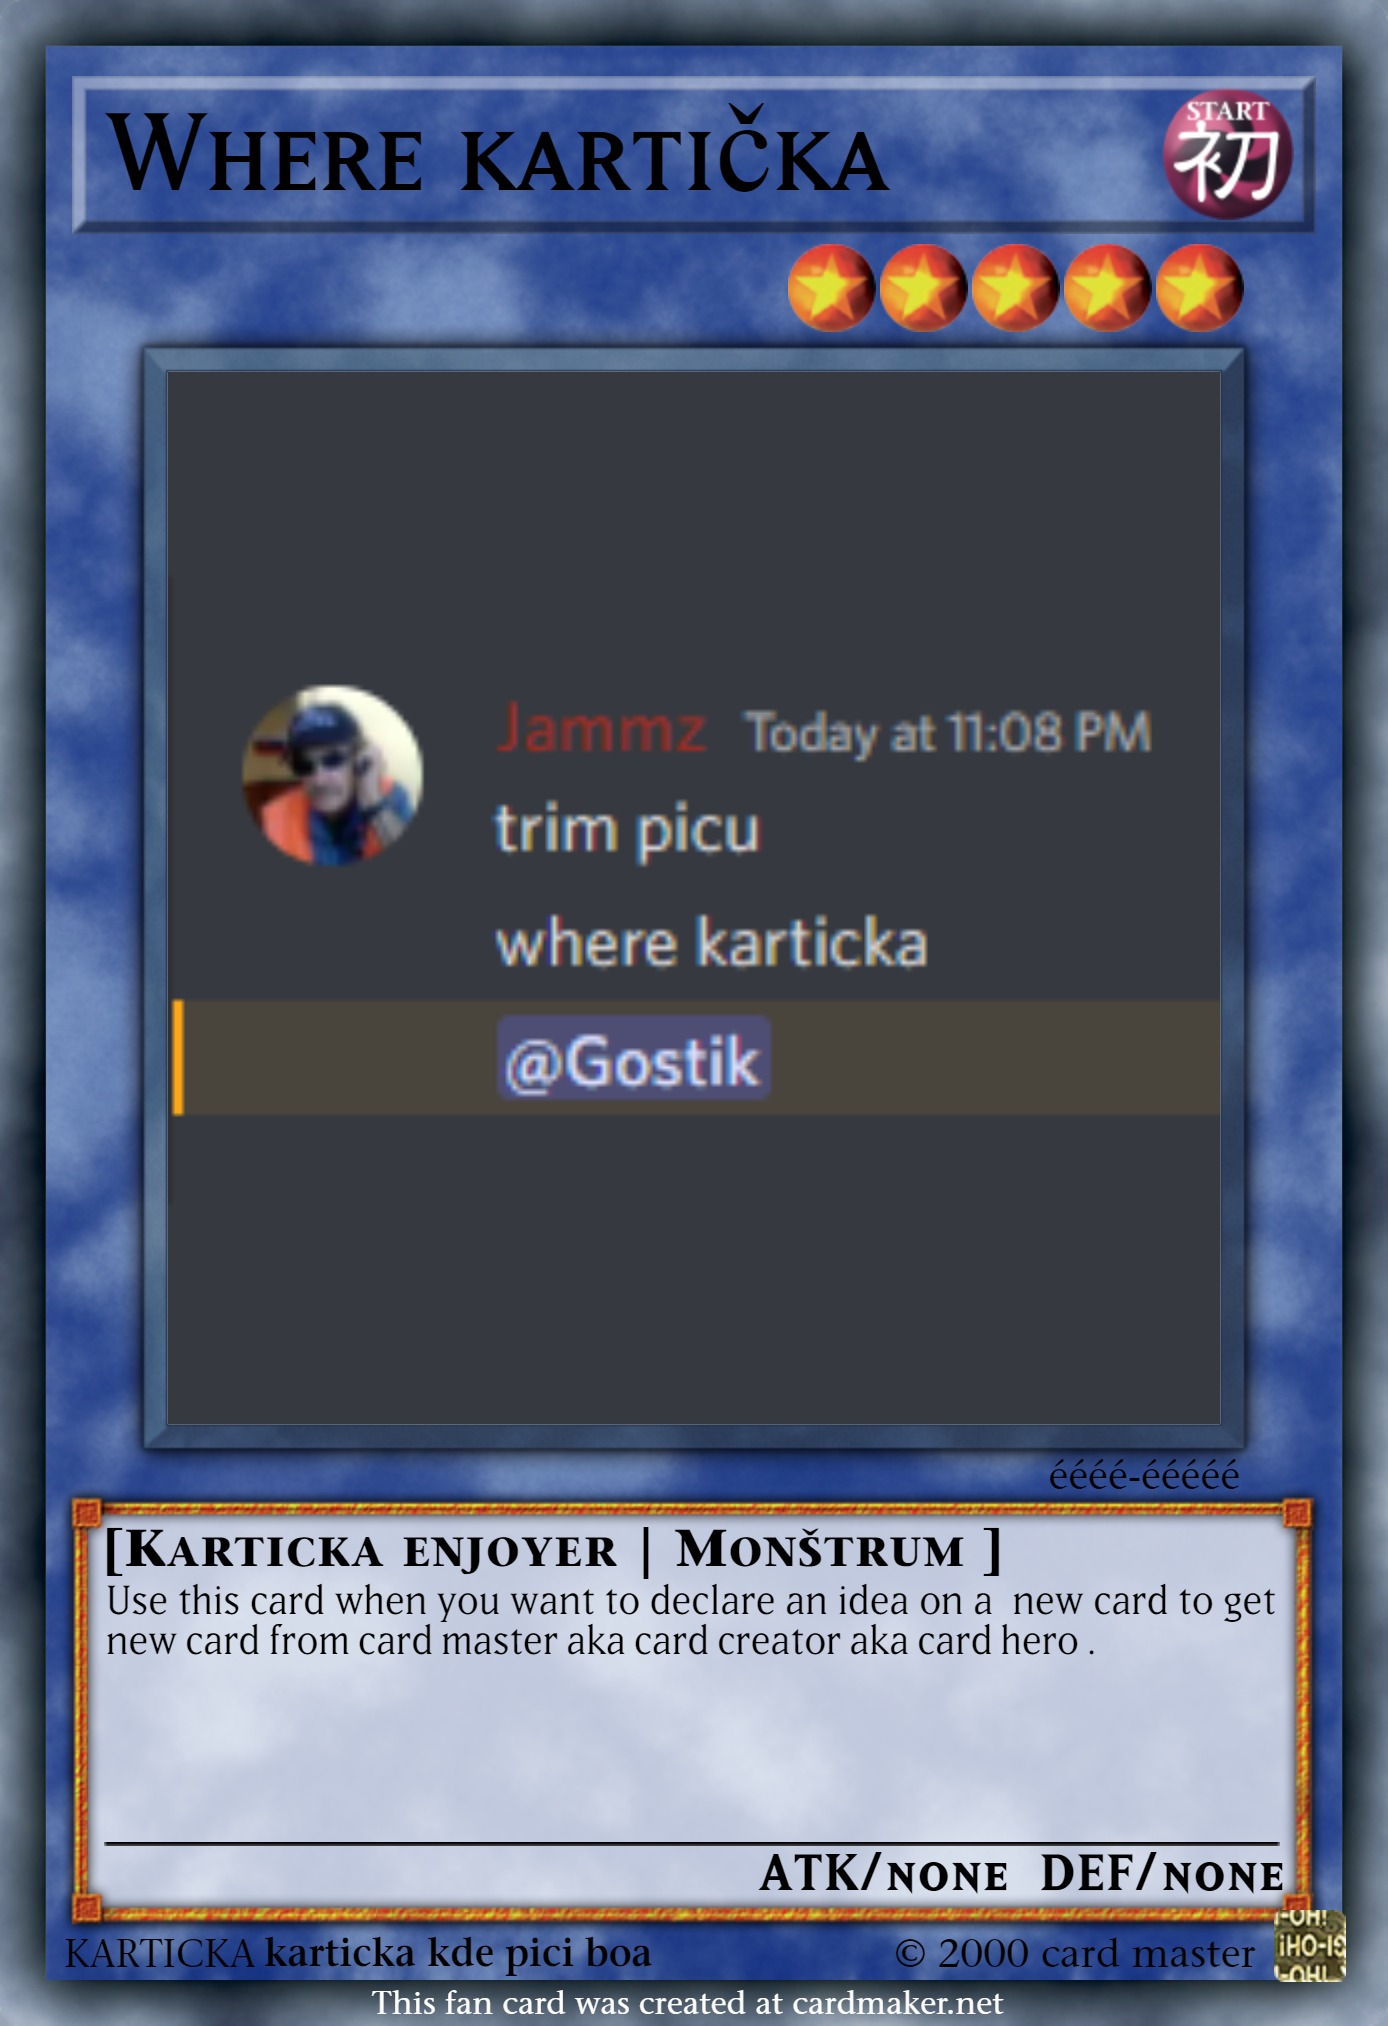 Where kartička
START
初
Jammz Today at 11:08 PM
trim picu
where karticka
@Gostik
éééé-ééééé
[Karticka enjoyer | Monštrum ]
Use this card when you want to declare an idea on a  new card to get
new card from card master aka card creator aka card hero .
ATK/none DEF/none
KARTICKA karticka kde pici boa
© 2000 card master
This fan card was created at cardmaker.net